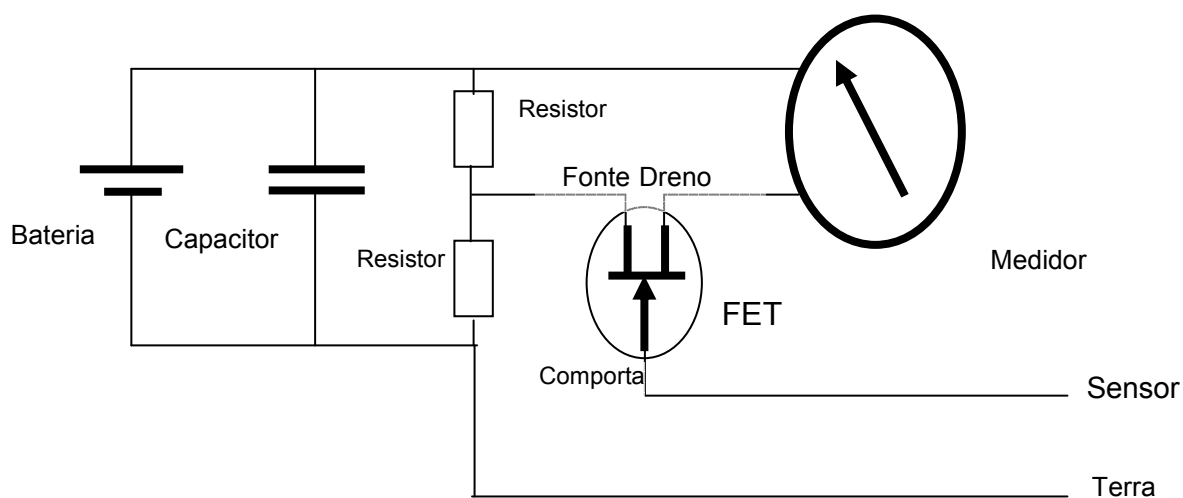 Resistor
Fonte Dreno
Bateria
Capacitor
Resistor
Medidor
FET
Comporta
Sensor
Terra